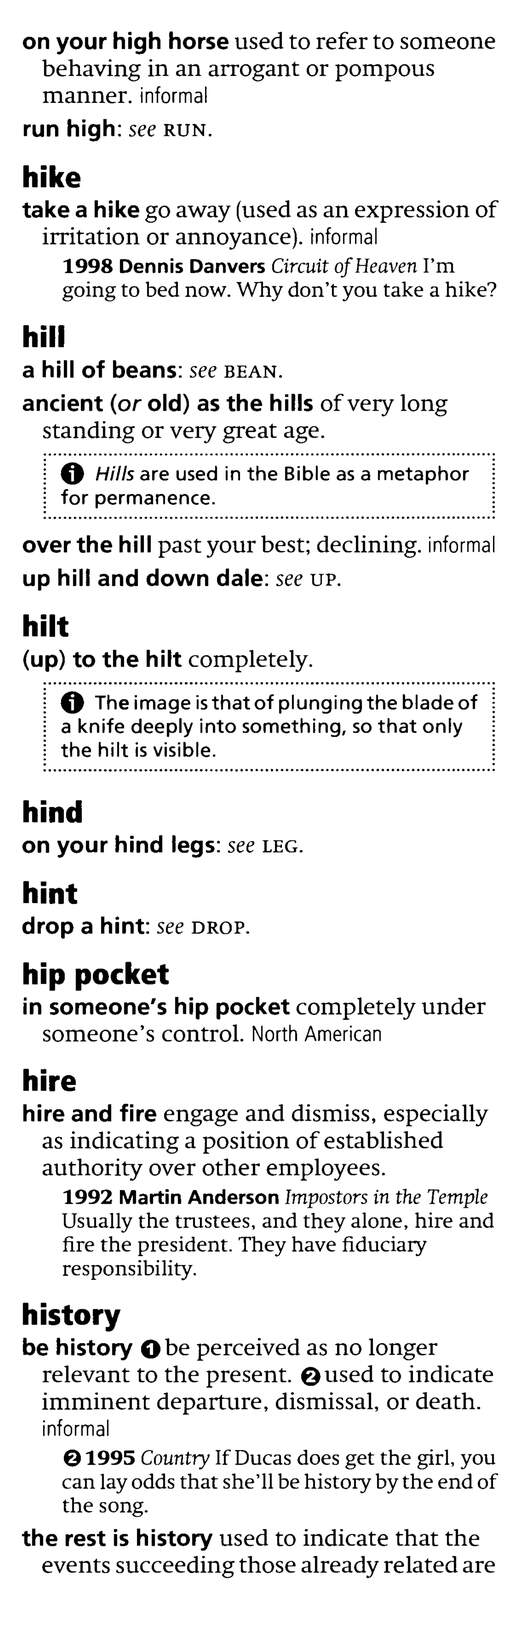 on your high horse used to refer to someone
behaving in an arrogant or pompous
manner. informal
run high: see RUN.
hike
take a hike go away (used as an expression of
irritation or annoyance). informal
1998 Dennis Danvers Circuit of Heaven I'm
going to bed now. Why don't you take a hike?
hill
a hill of beans: see BEAN.
ancient (or old) as the hills of very long
standing or very great age.
ℹ Hills are used in the Bible as a metaphor
for permanence.
over the hill past your best; declining. informal
up hill and down dale: see UP.
hilt
(up) to the hilt completely.
ℹ The image is that of plunging the blade of
a knife deeply into something, so that only
the hilt is visible.
hind
on your hind legs: see LEG.
hint
drop a hint: see DROP.
hip pocket
in someone's hip pocket completely under
someone's control. North American
hire
hire and fire engage and dismiss, especially
as indicating a position of established
authority over other employees.
1992 Martin Anderson Impostors in the Temple
Usually the trustees, and they alone, hire and
fire the president. They have fiduciary
responsibility.
history
be history ❶ be perceived as no longer
relevant to the present. ❷ used to indicate
imminent departure, dismissal, or death.
informal
❷ 1995 Country If Ducas does get the girl, you
can lay odds that she'll be history by the end of
the song.
the rest is history used to indicate that the
events succeeding those already related are